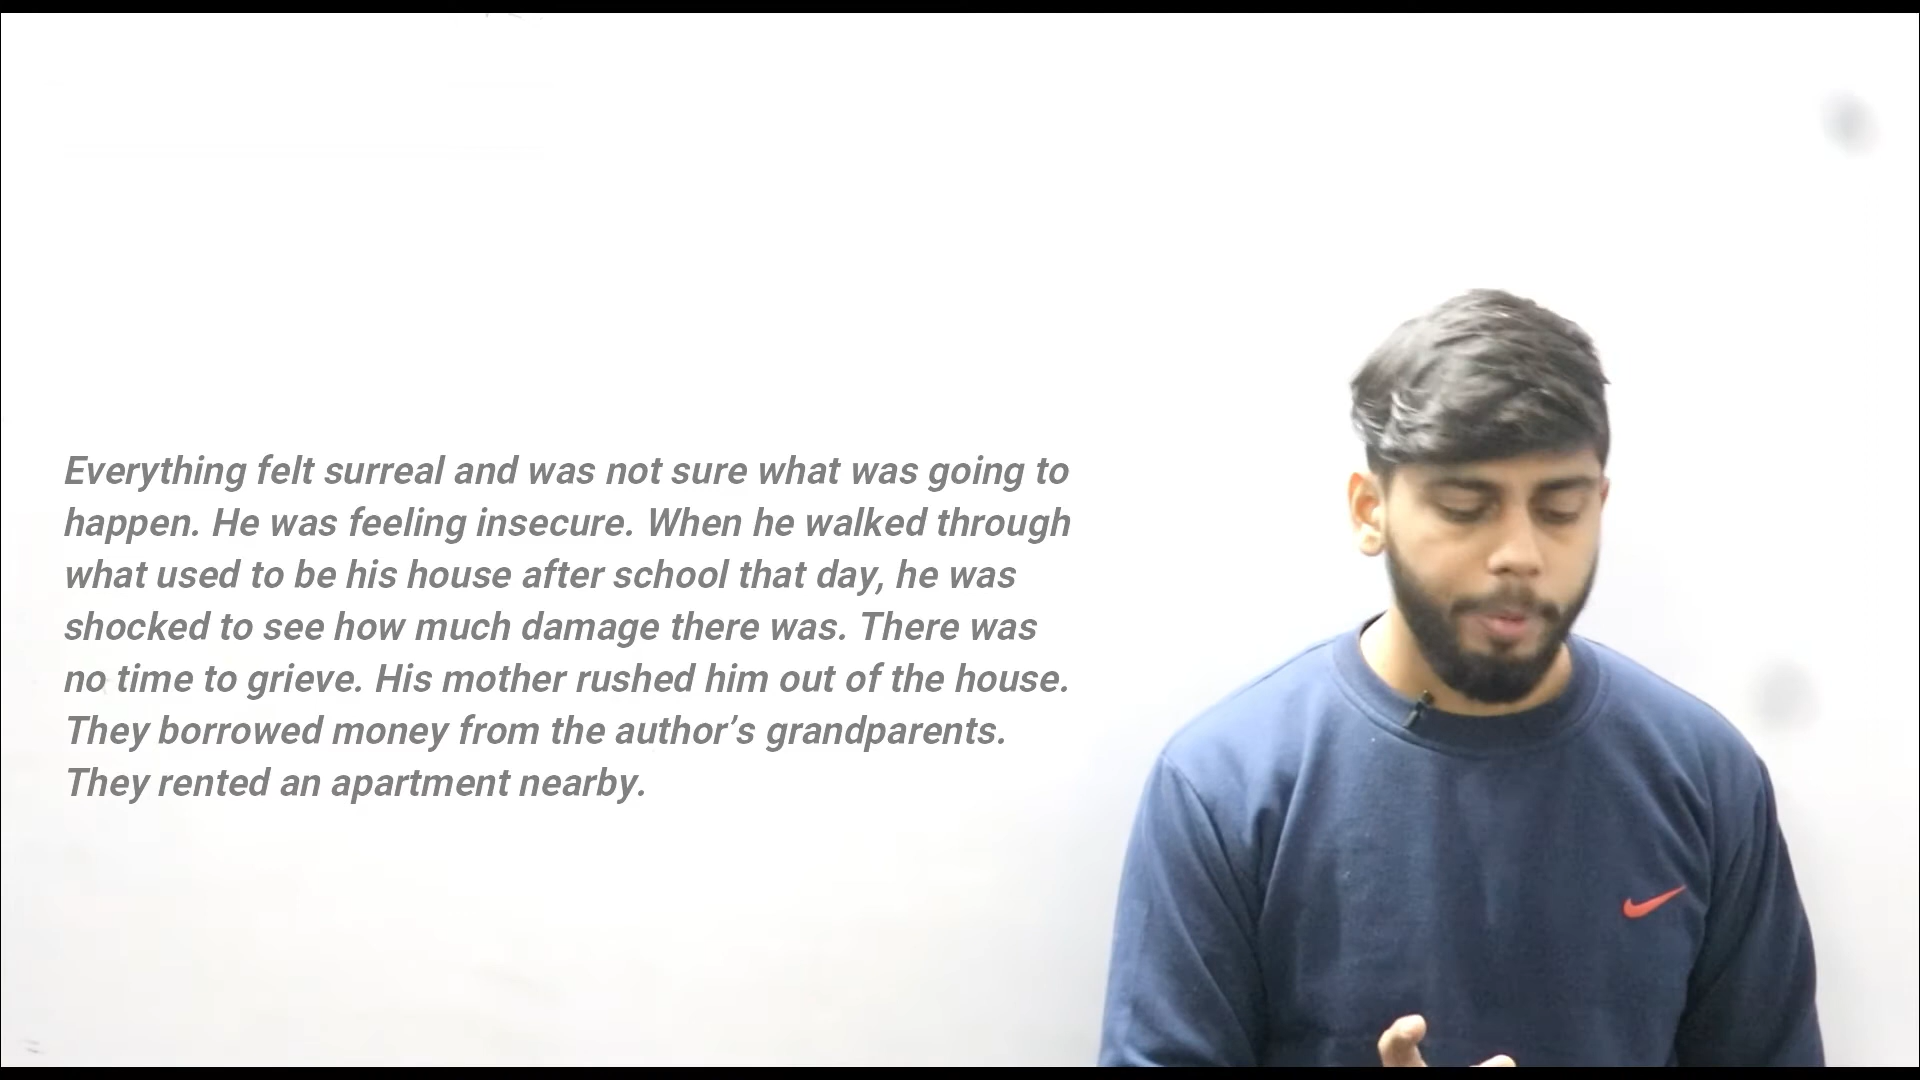 Everything felt surreal and was not sure what was going to
happen. He was feeling insecure. When he walked through
what used to be his house after school that day, he was
shocked to see how much damage there was. There was
no time to grieve. His mother rushed him out of the house.
They borrowed money from the author’s grandparents.
They rented an apartment nearby.